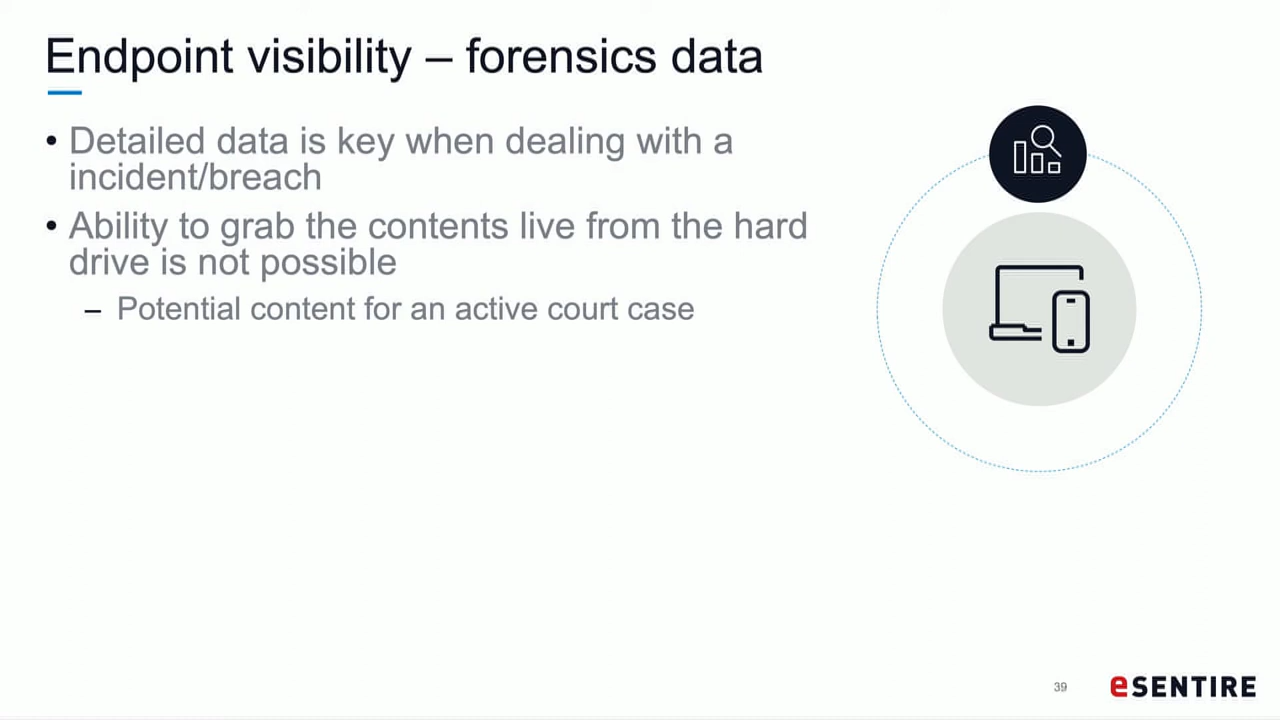 Endpoint visibility – forensics data
• Detailed data is key when dealing with a
incident/breach
• Ability to grab the contents live from the hard
drive is not possible
– Potential content for an active court case
39
eSENTIRE